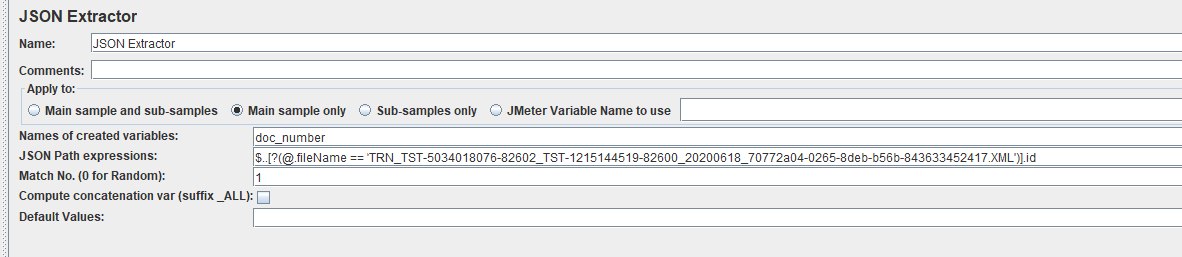 JSON Extractor
Name: JSON Extractor
Comments:
Apply to:
Main sample and sub-samples Main sample only Sub-samples only JMeter Variable Name to use
Names of created variables: doc_number
JSON Path expressions: $..[?(@.fileName == 'TRN_TST-5034018076-82602_TST-1215144519-82600_20200618_70772a04-0265-8deb-b56b-843633452417.XML')].id
Match No. (0 for Random): 1
Compute concatenation var (suffix _ALL):
Default Values: